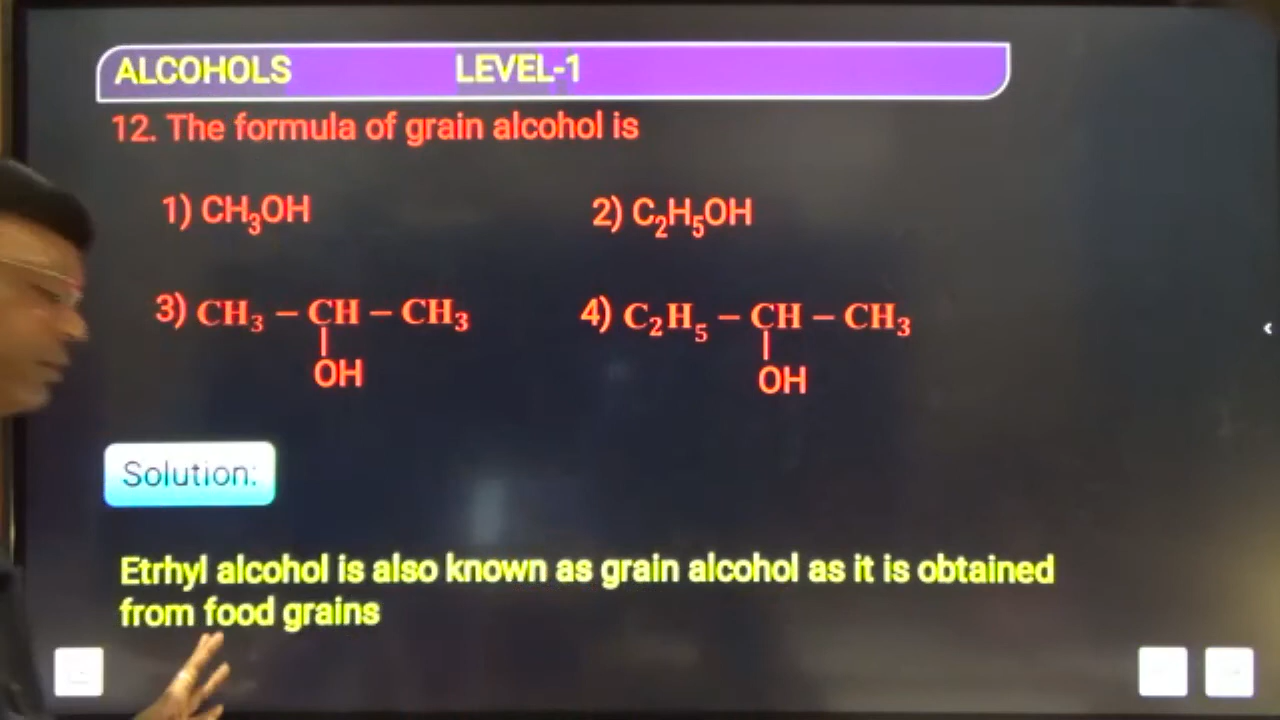 ALCOHOLS LEVEL-1
12. The formula of grain alcohol is
1) CH₃OH 2) C₂H₅OH
3) CH₃ – CH – CH₃ 4) C₂H₅ – CH – CH₃
OH OH
Solution:
Etrhyl alcohol is also known as grain alcohol as it is obtained
from food grains